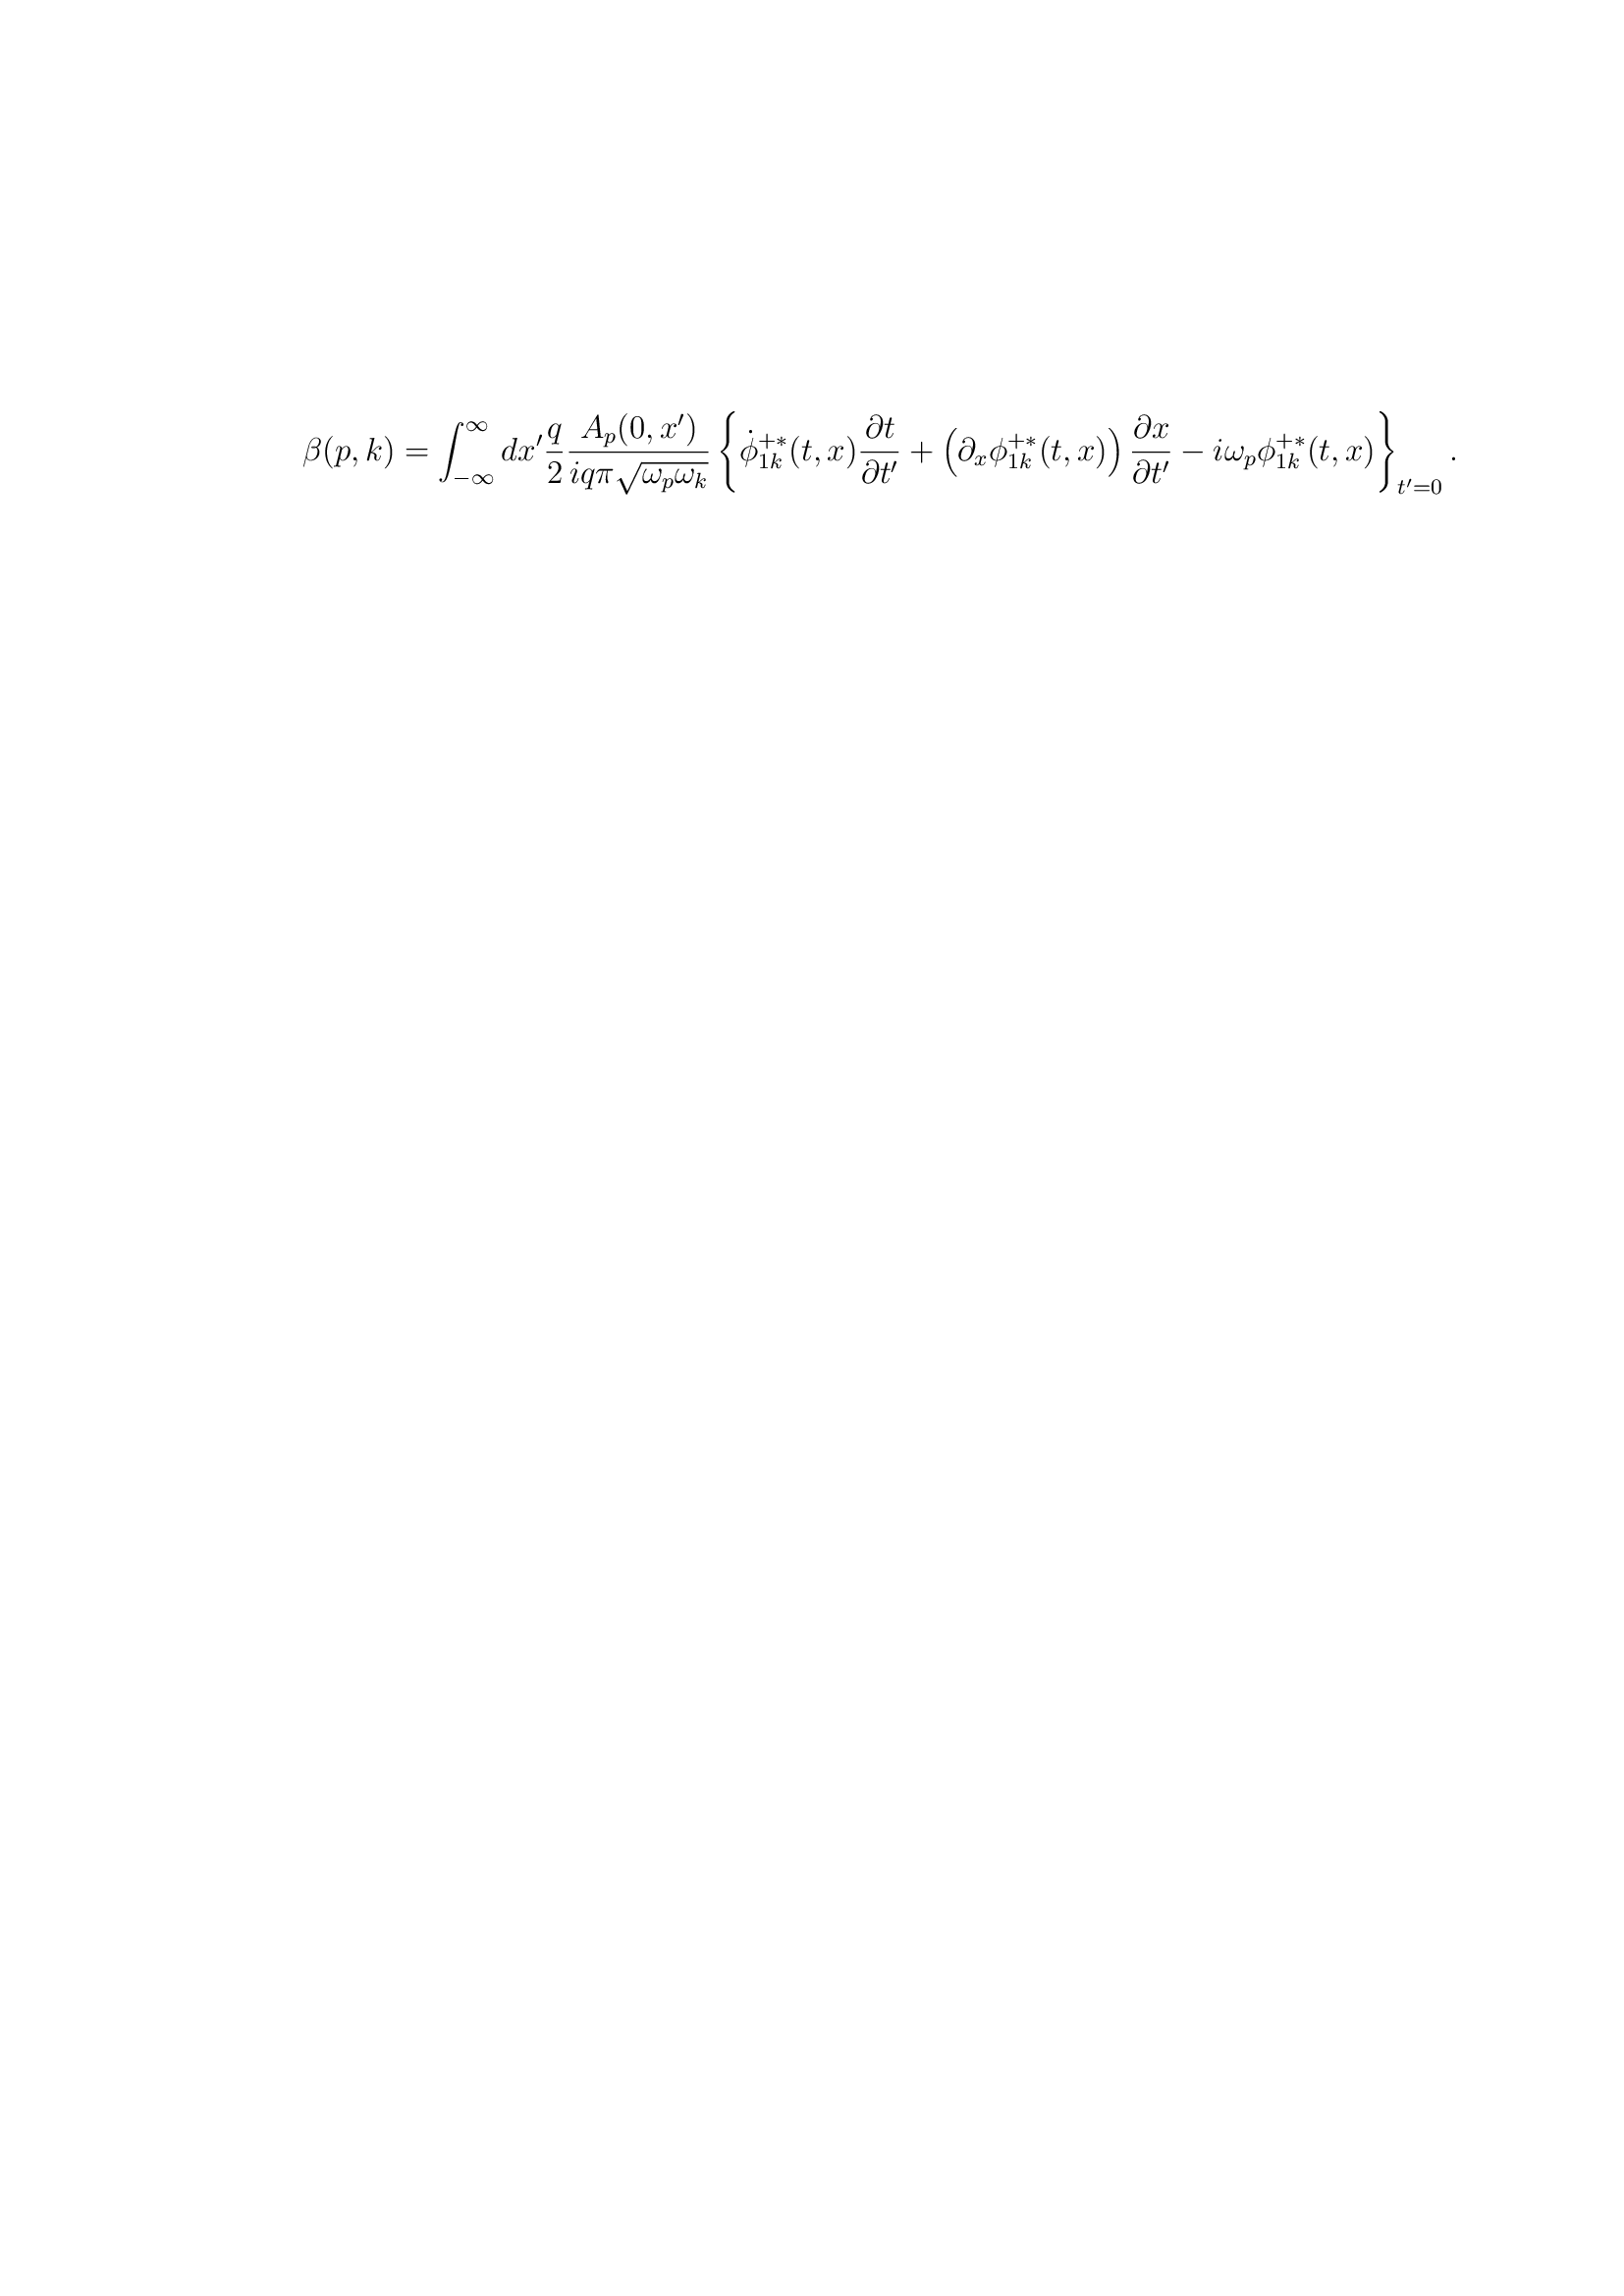 \beta(p,k) = \int_{-\infty}^{\infty} dx' \frac{q}{2} \frac{A_p(0,x')}{iq\pi\sqrt{\omega_p\omega_k}} \left\{ \dot{\phi}_{1k}^{+*}(t,x) \frac{\partial t}{\partial t'} + \left( \partial_x \phi_{1k}^{+*}(t,x) \right) \frac{\partial x}{\partial t'} - i\omega_p \phi_{1k}^{+*}(t,x) \right\}_{t'=0} .